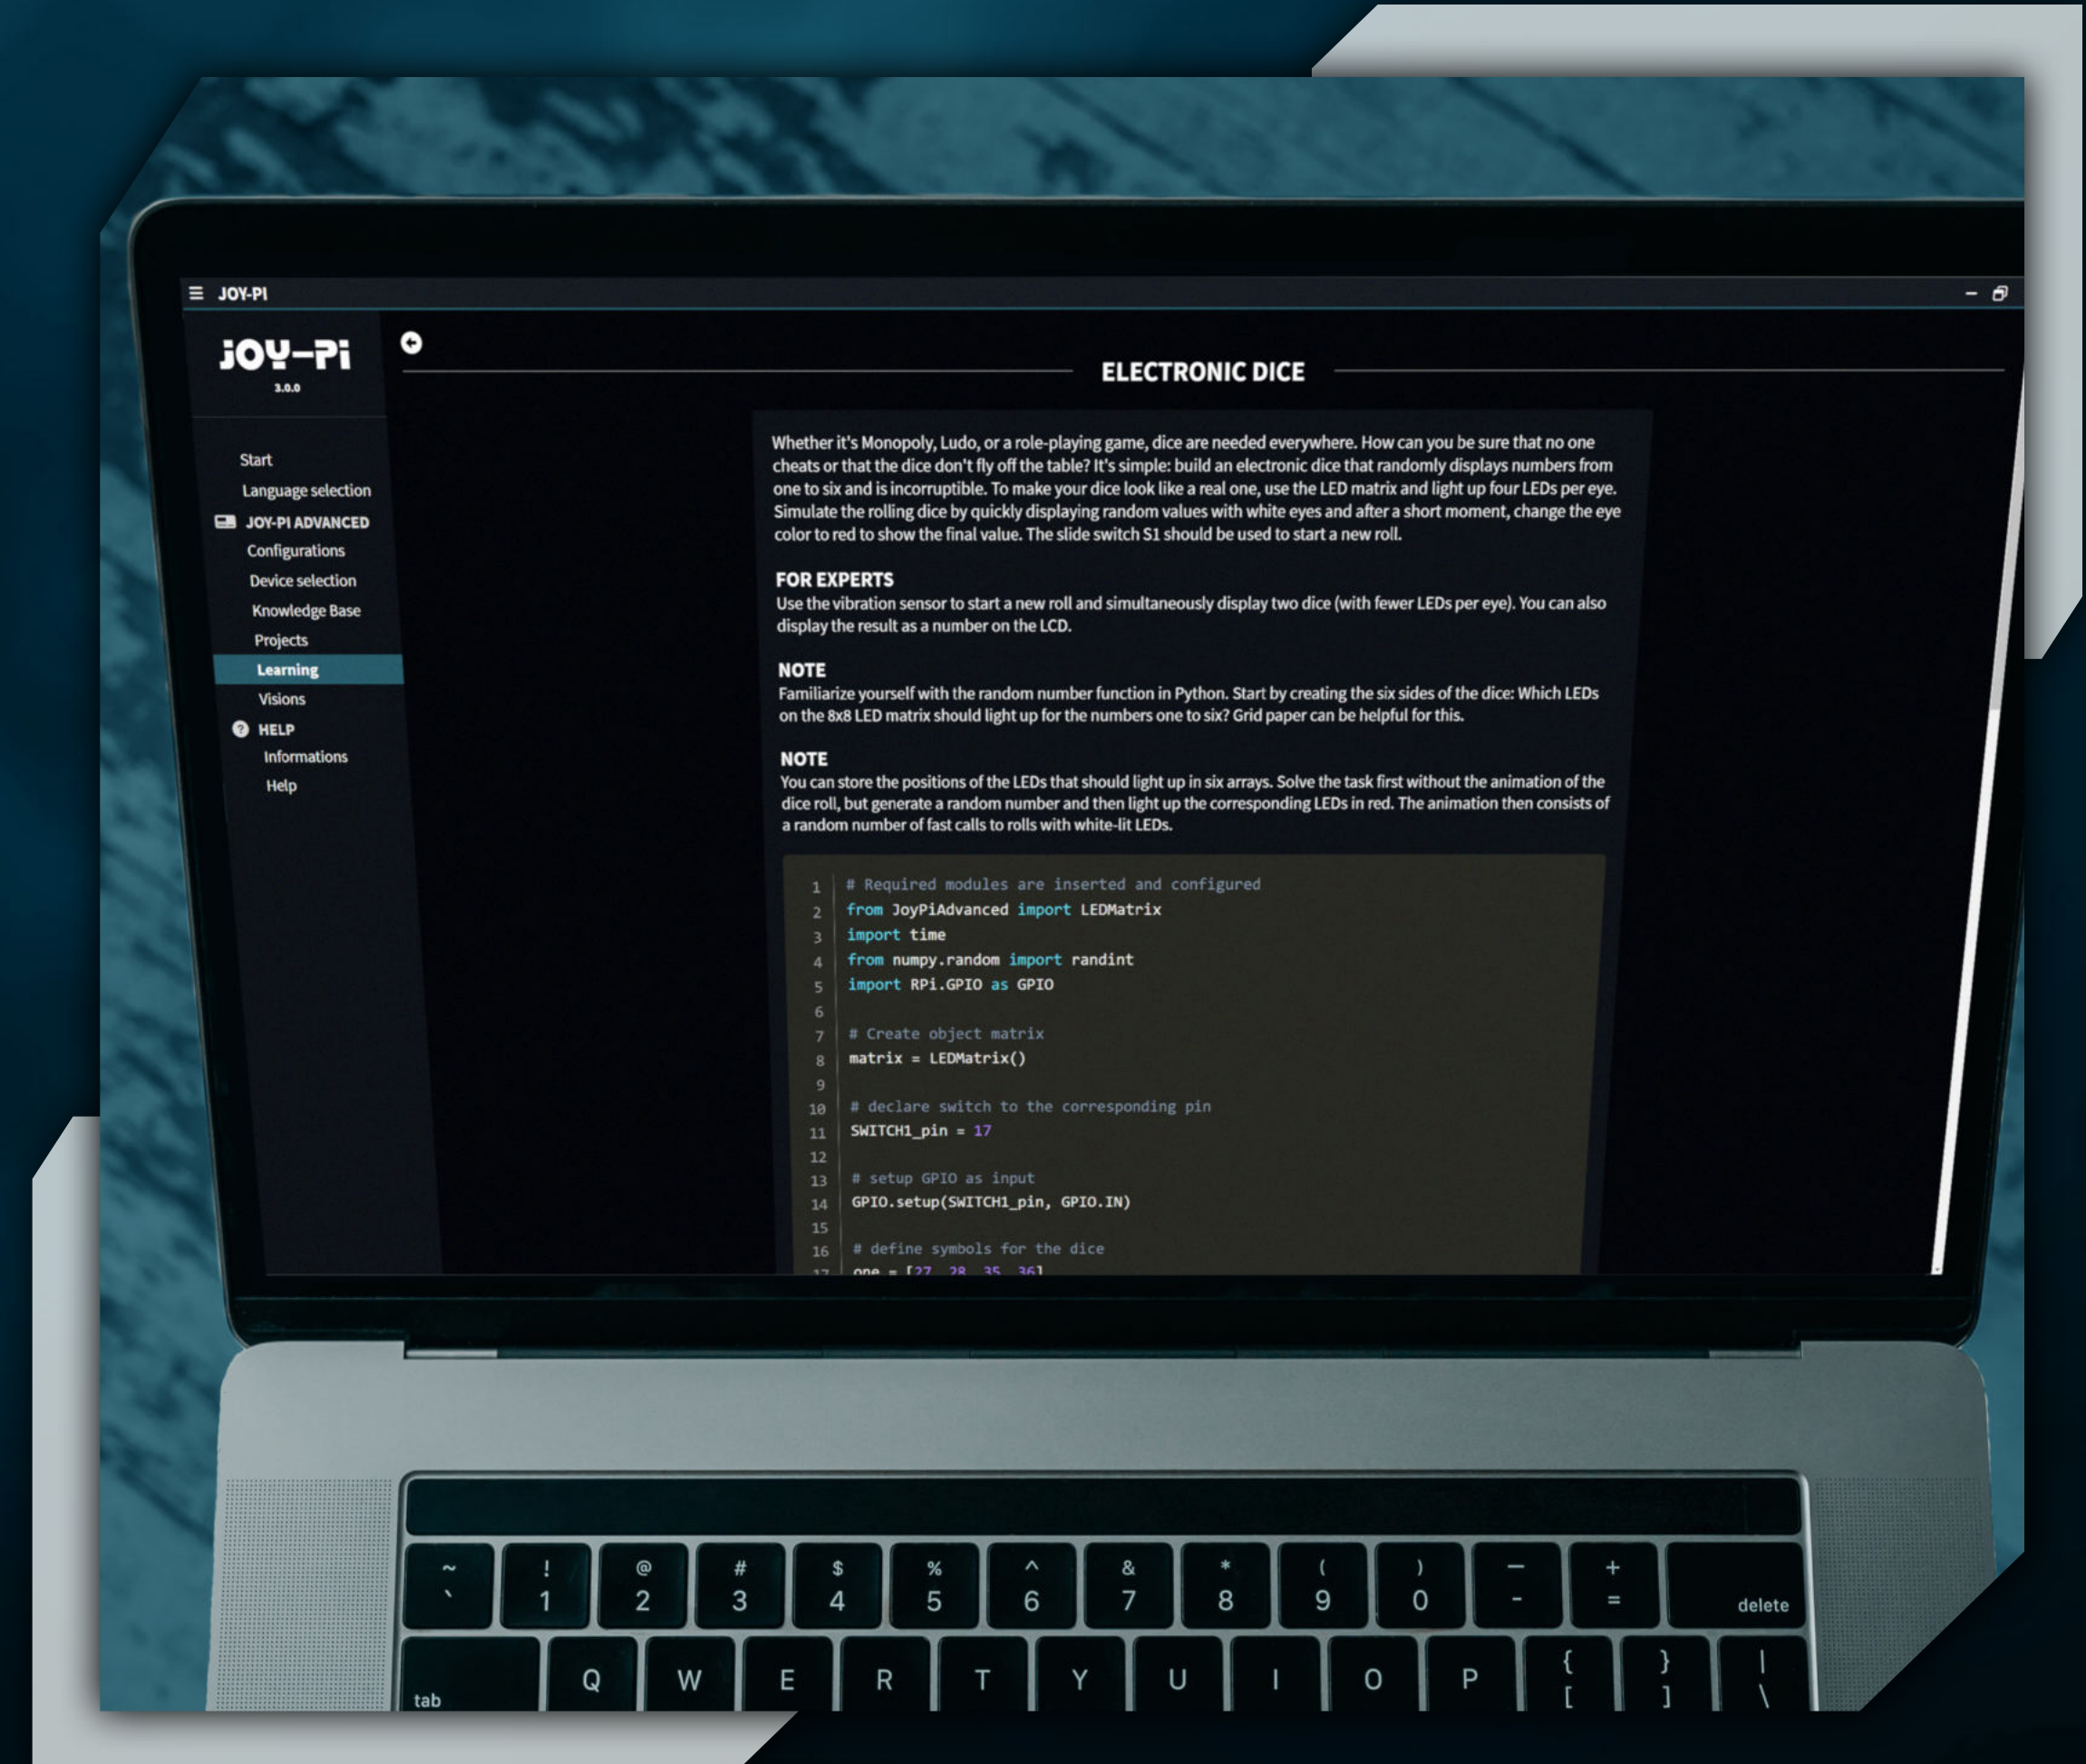 JOY-PI
JOY-Pi
3.0.0
Start
Language selection
JOY-PI ADVANCED
Configurations
Device selection
Knowledge Base
Projects
Learning
Visions
HELP
Informations
Help
ELECTRONIC DICE
Whether it's Monopoly, Ludo, or a role-playing game, dice are needed everywhere. How can you be sure that no one
cheats or that the dice don't fly off the table? It's simple: build an electronic dice that randomly displays numbers from
one to six and is incorruptible. To make your dice look like a real one, use the LED matrix and light up four LEDs per eye.
Simulate the rolling dice by quickly displaying random values with white eyes and after a short moment, change the eye
color to red to show the final value. The slide switch S1 should be used to start a new roll.
FOR EXPERTS
Use the vibration sensor to start a new roll and simultaneously display two dice (with fewer LEDs per eye). You can also
display the result as a number on the LCD.
NOTE
Familiarize yourself with the random number function in Python. Start by creating the six sides of the dice: Which LEDs
on the 8x8 LED matrix should light up for the numbers one to six? Grid paper can be helpful for this.
NOTE
You can store the positions of the LEDs that should light up in six arrays. Solve the task first without the animation of the
dice roll, but generate a random number and then light up the corresponding LEDs in red. The animation then consists of
a random number of fast calls to rolls with white-lit LEDs.
1 # Required modules are inserted and configured
2 from JoyPiAdvanced import LEDMatrix
3 import time
4 from numpy.random import randint
5 import RPi.GPIO as GPIO
6
7 # Create object matrix
8 matrix = LEDMatrix()
9
10 # declare switch to the corresponding pin
11 SWITCH1_pin = 17
12
13 # setup GPIO as input
14 GPIO.setup(SWITCH1_pin, GPIO.IN)
15
16 # define symbols for the dice
17 one = [27, 28, 35, 36]
~ ! @ # $ % ^ & * ( ) — +
` 1 2 3 4 5 6 7 8 9 0 - = delete
tab Q W E R T Y U I O P { [ } ] | \